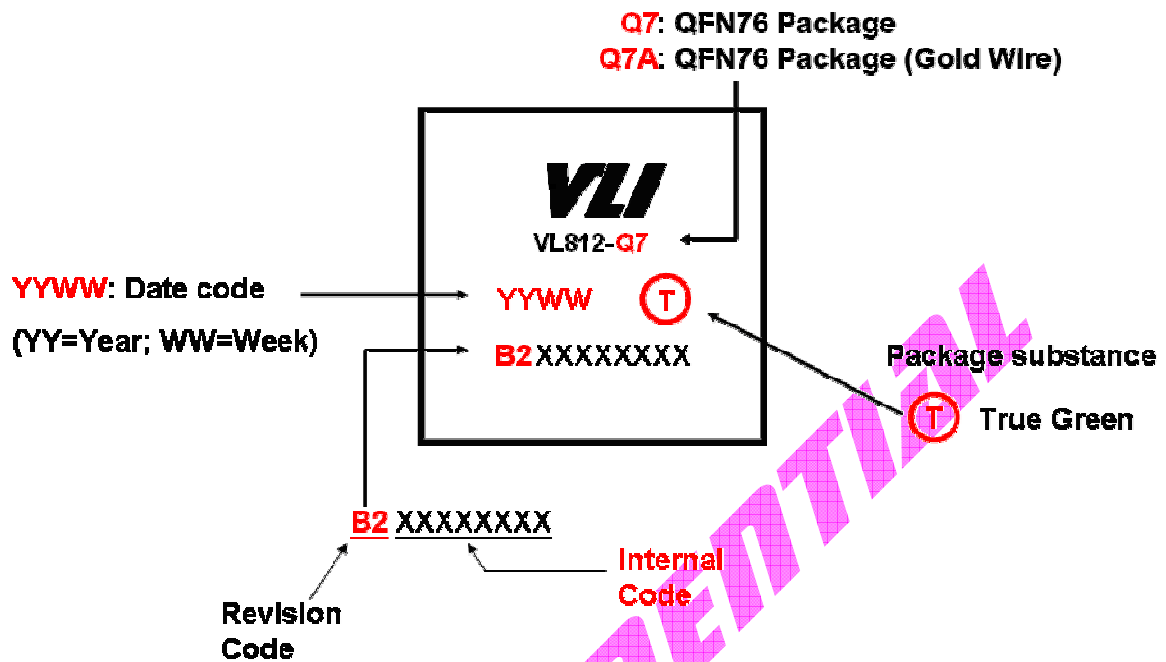 Q7: QFN76 Package
Q7A: QFN76 Package (Gold Wire)
VLI
VL812-Q7
YYWW: Date code
(YY=Year; WW=Week)
YYWW T
B2XXXXXXXX
Package substance
T True Green
B2 XXXXXXXX
Internal
Code
Revision
Code
ENTIAL